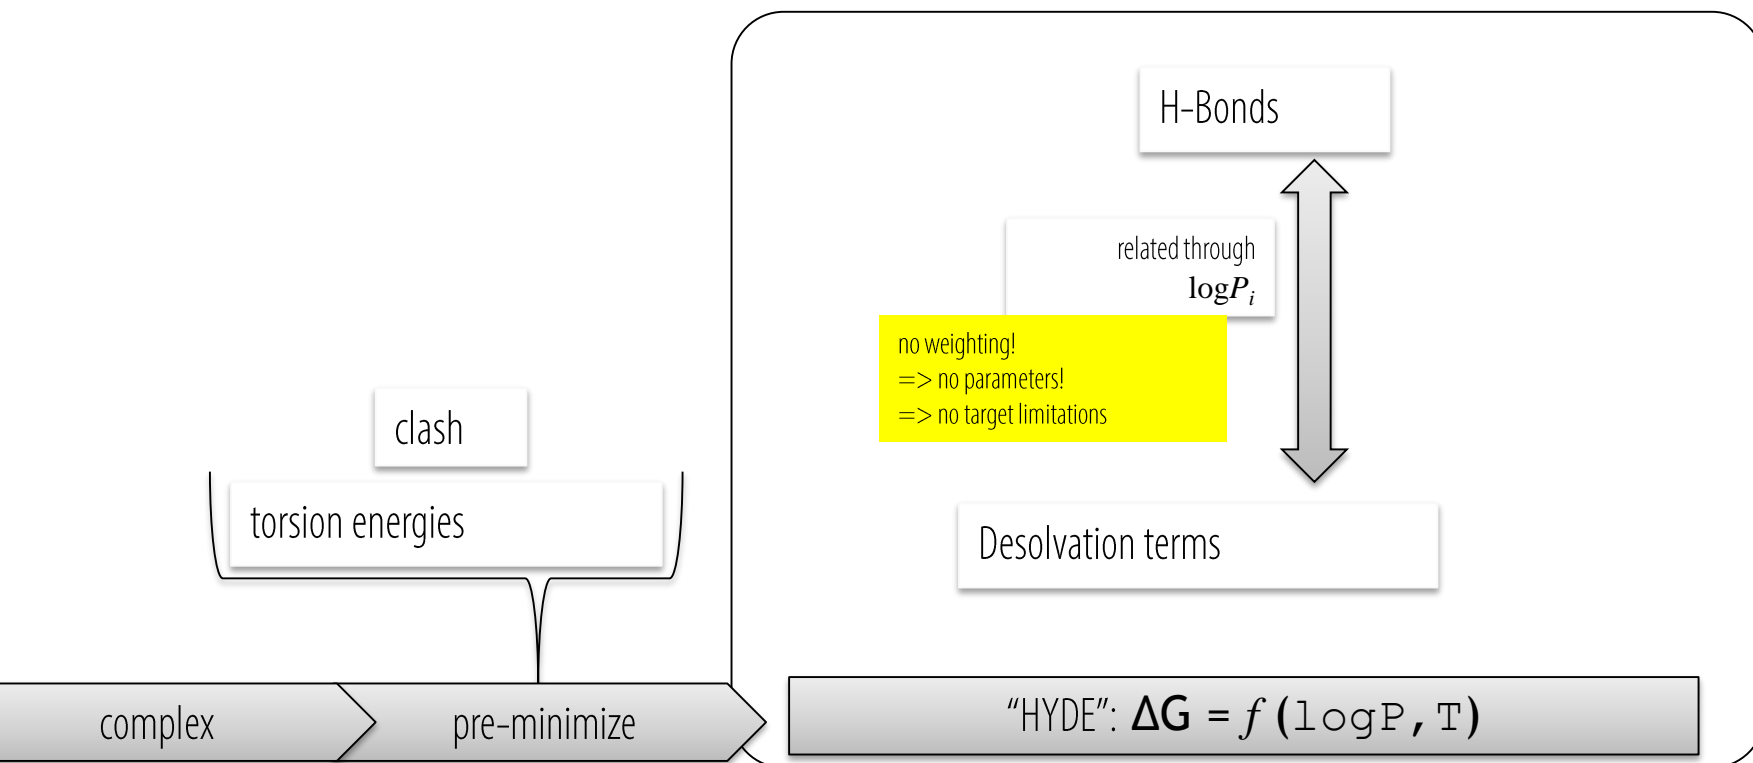 H-Bonds
related through
logPᵢ
no weighting!
=> no parameters!
=> no target limitations
clash
torsion energies
Desolvation terms
complex
pre-minimize
“HYDE”: ΔG = f (logP, T)